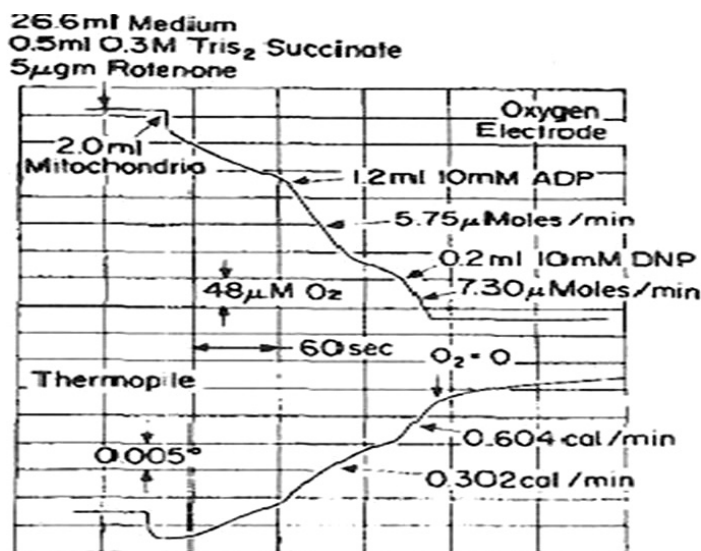 26.6ml Medium
0.5ml 0.3M Tris₂ Succinate
5μgm Rotenone
Oxygen
Electrode
2.0ml
Mitochondria
1.2ml 10mM ADP
5.75μMoles/min
0.2ml 10mM DNP
48μM O₂
7.30μMoles/min
60sec
O₂=0
Thermopile
0.604cal/min
0.005°
0.302cal/min